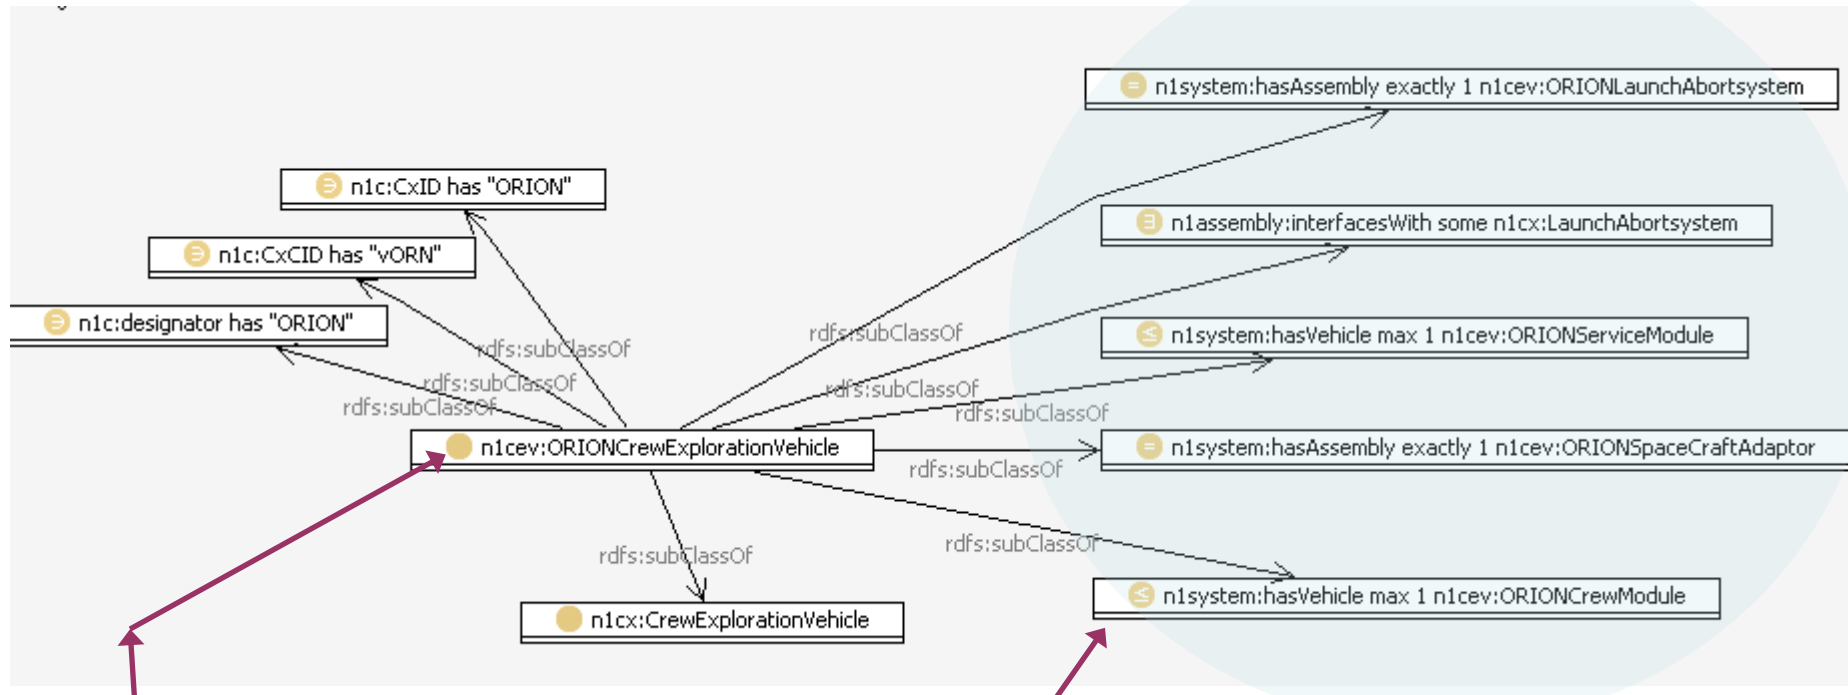 n1system:hasAssembly exactly 1 n1cev:ORIONLaunchAbortsystem
n1c:CxID has "ORION"
n1assembly:interfacesWith some n1cx:LaunchAbortsystem
n1c:CxCID has "vORN"
n1c:designator has "ORION"
rdfs:subClassOf
n1system:hasVehicle max 1 n1cev:ORIONServiceModule
rdfs:subClassOf
rdfs:subClassOf
rdfs:subClassOf
rdfs:subClassOf
rdfs:subClassOf
n1cev:ORIONCrewExplorationVehicle
n1system:hasAssembly exactly 1 n1cev:ORIONSpaceCraftAdaptor
rdfs:subClassOf
rdfs:subClassOf
rdfs:subClassOf
n1system:hasVehicle max 1 n1cev:ORIONCrewModule
n1cx:CrewExplorationVehicle